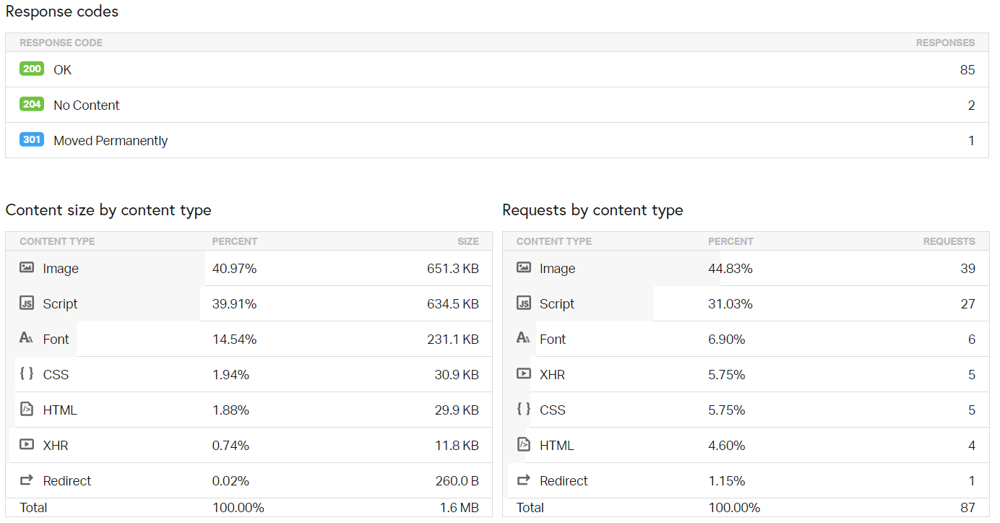 Response codes
RESPONSE CODE RESPONSES
200 OK 85
204 No Content 2
301 Moved Permanently 1
Content size by content type
CONTENT TYPE PERCENT SIZE
Image 40.97% 651.3 KB
JS Script 39.91% 634.5 KB
Font 14.54% 231.1 KB
CSS 1.94% 30.9 KB
HTML 1.88% 29.9 KB
XHR 0.74% 11.8 KB
Redirect 0.02% 260.0 B
Total 100.00% 1.6 MB
Requests by content type
CONTENT TYPE PERCENT REQUESTS
Image 44.83% 39
JS Script 31.03% 27
Font 6.90% 6
XHR 5.75% 5
CSS 5.75% 5
HTML 4.60% 4
Redirect 1.15% 1
Total 100.00% 87